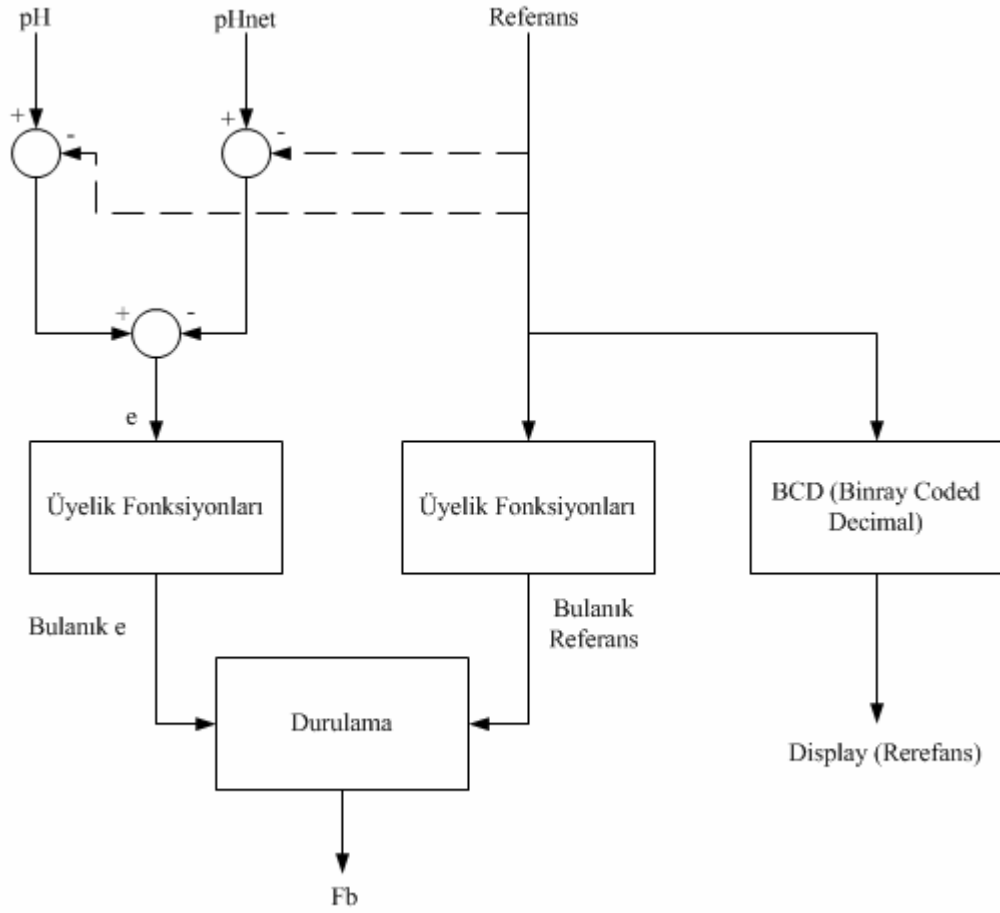 pH
pHnet
Referans
+
-
+
-
+
-
e
Üyelik Fonksiyonları
Üyelik Fonksiyonları
BCD (Binray Coded
Decimal)
Bulanık e
Bulanık
Referans
Durulama
Display (Rerefans)
Fb